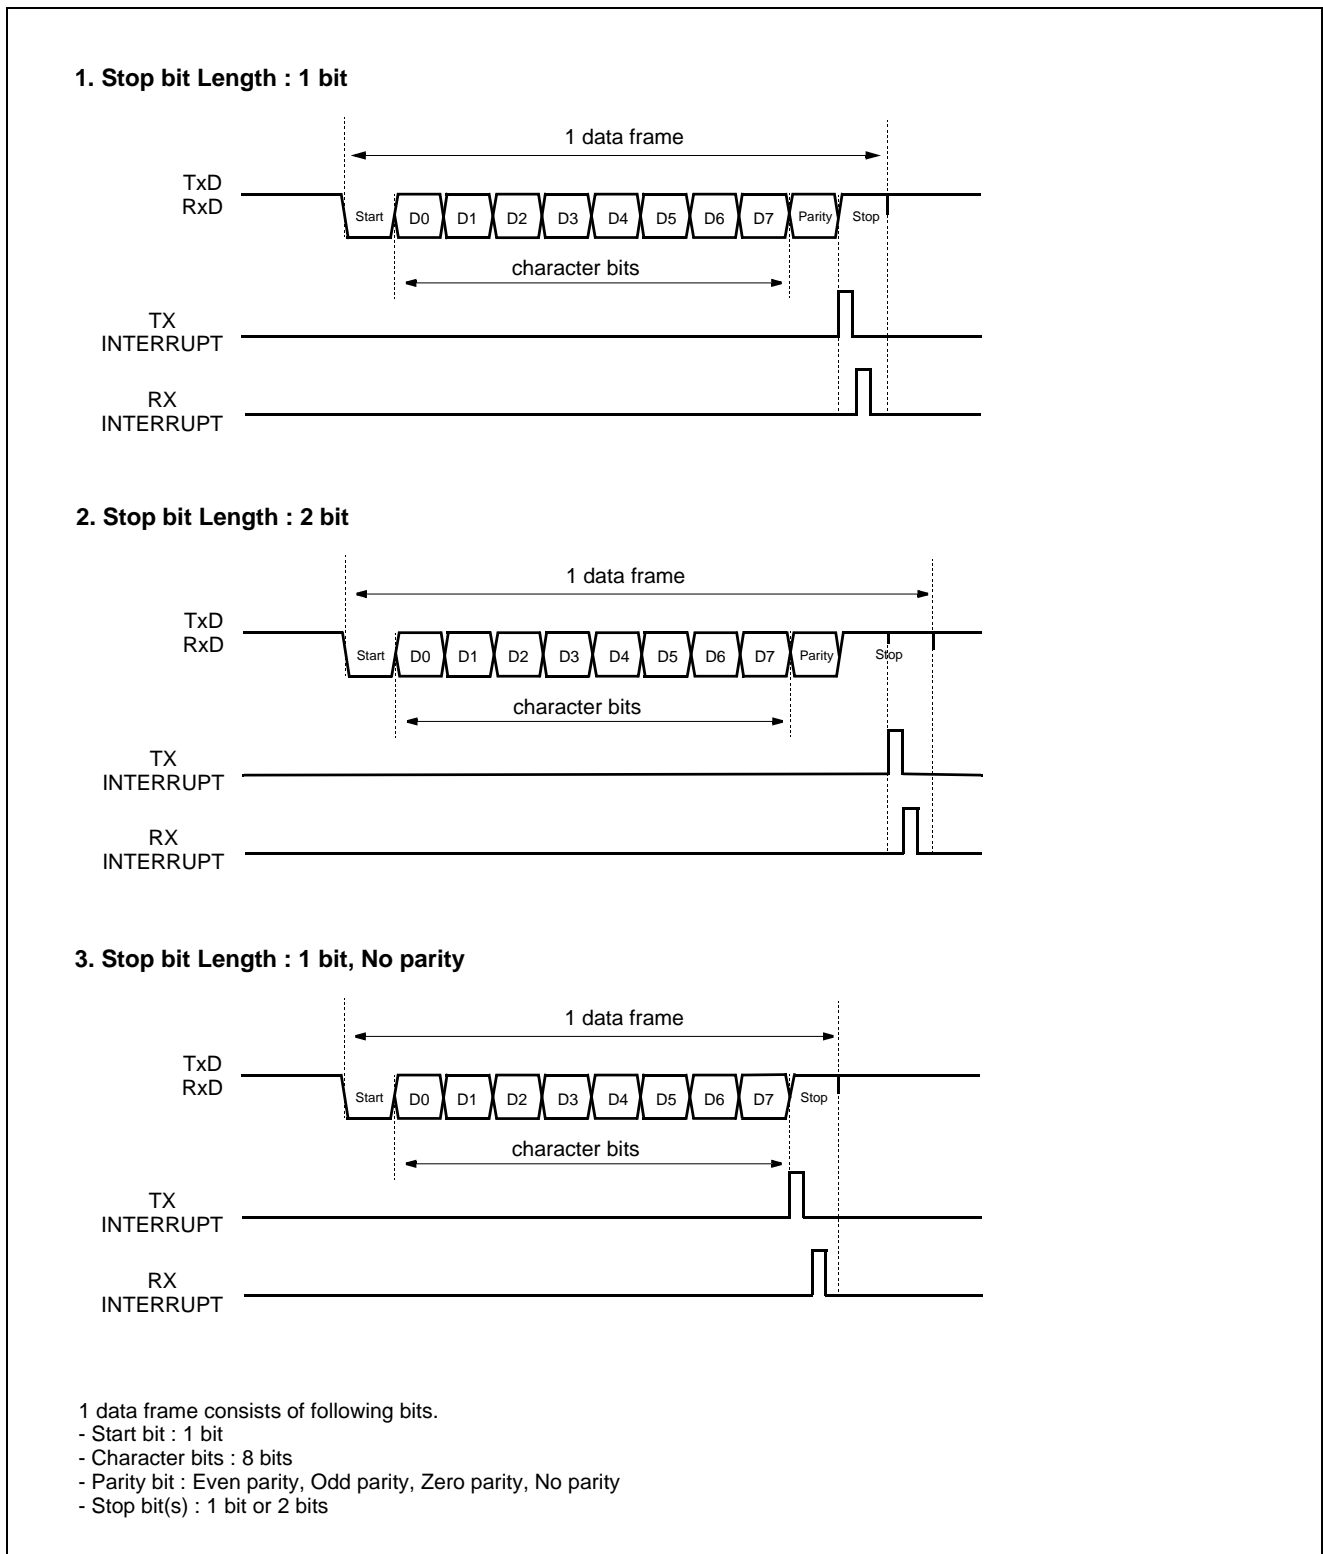 1. Stop bit Length : 1 bit
1 data frame
TxD
RxD
Start D0 D1 D2 D3 D4 D5 D6 D7 Parity Stop
character bits
TX
INTERRUPT
RX
INTERRUPT
2. Stop bit Length : 2 bit
1 data frame
TxD
RxD
Start D0 D1 D2 D3 D4 D5 D6 D7 Parity Stop
character bits
TX
INTERRUPT
RX
INTERRUPT
3. Stop bit Length : 1 bit, No parity
1 data frame
TxD
RxD
Start D0 D1 D2 D3 D4 D5 D6 D7 Stop
character bits
TX
INTERRUPT
RX
INTERRUPT
1 data frame consists of following bits.
- Start bit : 1 bit
- Character bits : 8 bits
- Parity bit : Even parity, Odd parity, Zero parity, No parity
- Stop bit(s) : 1 bit or 2 bits